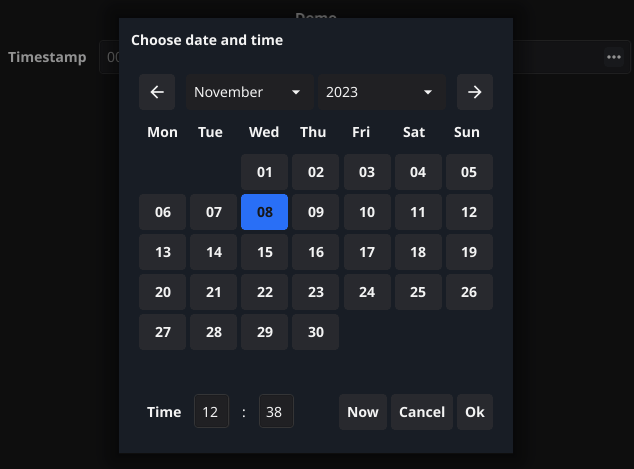 Demo
Choose date and time
Timestamp 00
November 2023
Mon Tue Wed Thu Fri Sat Sun
01 02 03 04 05
06 07 08 09 10 11 12
13 14 15 16 17 18 19
20 21 22 23 24 25 26
27 28 29 30
Time 12 : 38 Now Cancel Ok